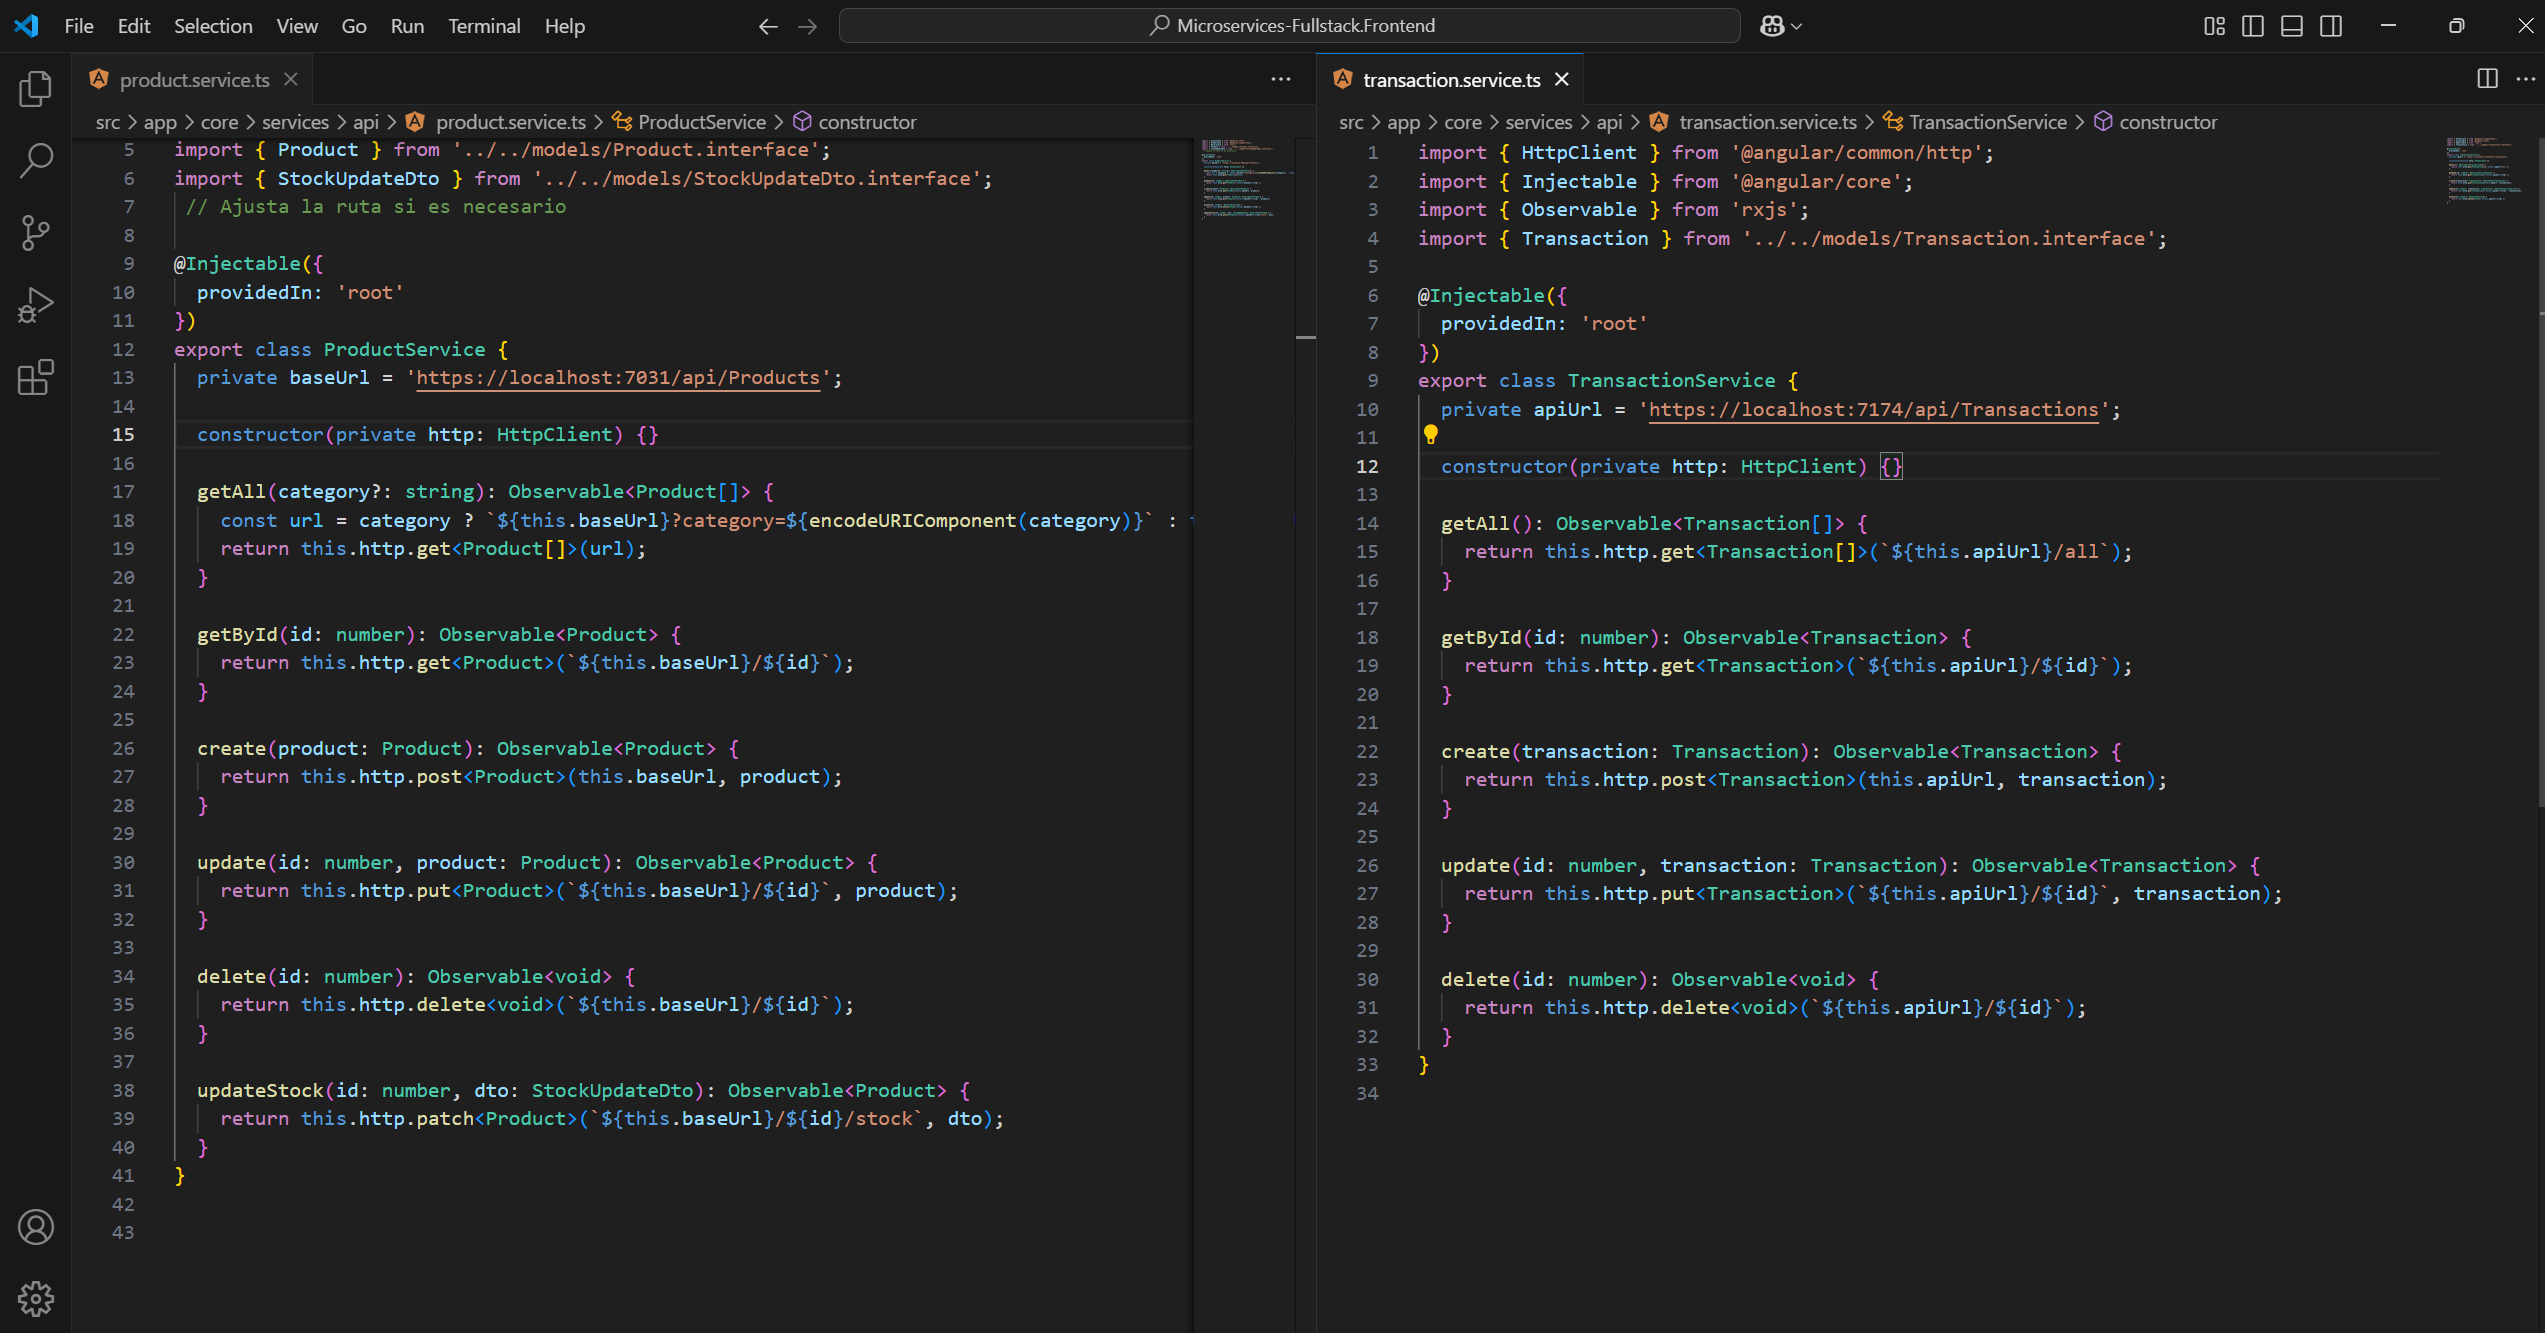 File Edit Selection View Go Run Terminal Help
Microservices-Fullstack.Frontend
product.service.ts
src > app > core > services > api > product.service.ts > ProductService > constructor
5 import { Product } from '../../models/Product.interface';
6 import { StockUpdateDto } from '../../models/StockUpdateDto.interface';
7 // Ajusta la ruta si es necesario
8
9 @Injectable({
10 providedIn: 'root'
11 })
12 export class ProductService {
13 private baseUrl = 'https://localhost:7031/api/Products';
14
15 constructor(private http: HttpClient) {}
16
17 getAll(category?: string): Observable<Product[]> {
18 const url = category ? `${this.baseUrl}?category=${encodeURIComponent(category)}` :
19 return this.http.get<Product[]>(url);
20 }
21
22 getById(id: number): Observable<Product> {
23 return this.http.get<Product>(`${this.baseUrl}/${id}`);
24 }
25
26 create(product: Product): Observable<Product> {
27 return this.http.post<Product>(this.baseUrl, product);
28 }
29
30 update(id: number, product: Product): Observable<Product> {
31 return this.http.put<Product>(`${this.baseUrl}/${id}`, product);
32 }
33
34 delete(id: number): Observable<void> {
35 return this.http.delete<void>(`${this.baseUrl}/${id}`);
36 }
37
38 updateStock(id: number, dto: StockUpdateDto): Observable<Product> {
39 return this.http.patch<Product>(`${this.baseUrl}/${id}/stock`, dto);
40 }
41 }
42
43
transaction.service.ts
src > app > core > services > api > transaction.service.ts > TransactionService > constructor
1 import { HttpClient } from '@angular/common/http';
2 import { Injectable } from '@angular/core';
3 import { Observable } from 'rxjs';
4 import { Transaction } from '../../models/Transaction.interface';
5
6 @Injectable({
7 providedIn: 'root'
8 })
9 export class TransactionService {
10 private apiUrl = 'https://localhost:7174/api/Transactions';
11
12 constructor(private http: HttpClient) {}
13
14 getAll(): Observable<Transaction[]> {
15 return this.http.get<Transaction[]>(`${this.apiUrl}/all`);
16 }
17
18 getById(id: number): Observable<Transaction> {
19 return this.http.get<Transaction>(`${this.apiUrl}/${id}`);
20 }
21
22 create(transaction: Transaction): Observable<Transaction> {
23 return this.http.post<Transaction>(this.apiUrl, transaction);
24 }
25
26 update(id: number, transaction: Transaction): Observable<Transaction> {
27 return this.http.put<Transaction>(`${this.apiUrl}/${id}`, transaction);
28 }
29
30 delete(id: number): Observable<void> {
31 return this.http.delete<void>(`${this.apiUrl}/${id}`);
32 }
33 }
34